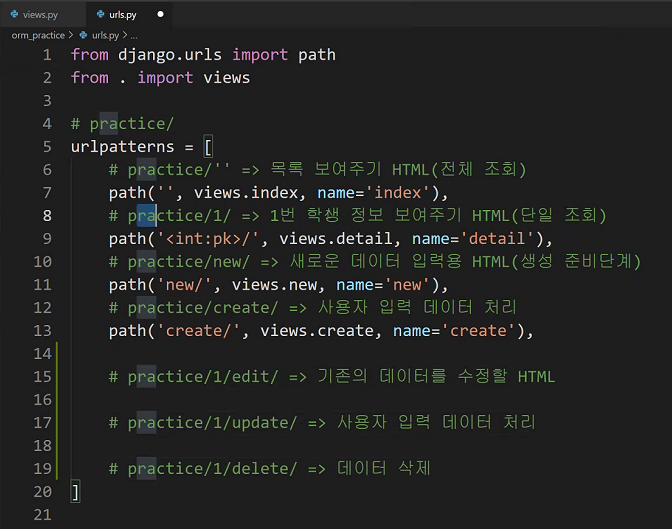 views.py urls.py
orm_practice > urls.py > ...
1 from django.urls import path
2 from . import views
3
4 # practice/
5 urlpatterns = [
6 # practice/'' => 목록 보여주기 HTML(전체 조회)
7 path('', views.index, name='index'),
8 # practice/1/ => 1번 학생 정보 보여주기 HTML(단일 조회)
9 path('<int:pk>/', views.detail, name='detail'),
10 # practice/new/ => 새로운 데이터 입력용 HTML(생성 준비단계)
11 path('new/', views.new, name='new'),
12 # practice/create/ => 사용자 입력 데이터 처리
13 path('create/', views.create, name='create'),
14
15 # practice/1/edit/ => 기존의 데이터를 수정할 HTML
16
17 # practice/1/update/ => 사용자 입력 데이터 처리
18
19 # practice/1/delete/ => 데이터 삭제
20 ]
21